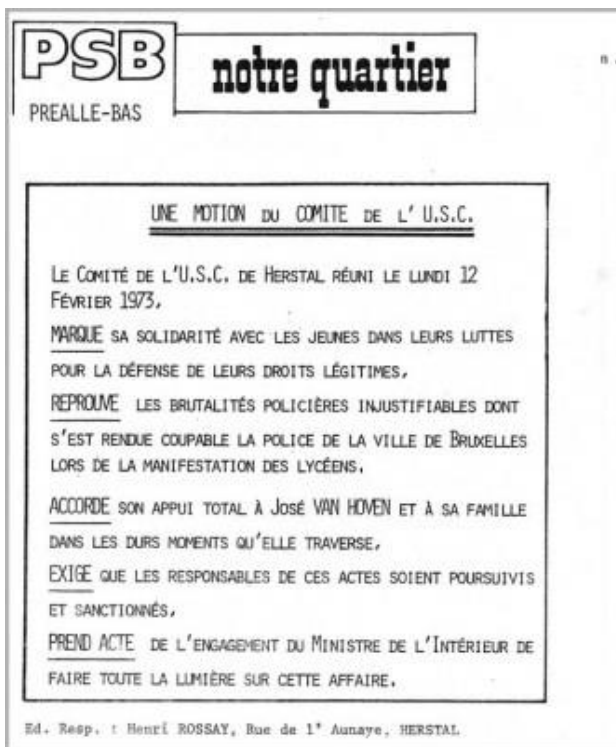 PSB
notre quartier
PREALLE-BAS
UNE MOTION DU COMITE DE L' U.S.C.
LE COMITÉ DE L'U.S.C. DE HERSTAL RÉUNI LE LUNDI 12
FÉVRIER 1973,
MARQUE SA SOLIDARITÉ AVEC LES JEUNES DANS LEURS LUTTES
POUR LA DÉFENSE DE LEURS DROITS LÉGITIMES,
REPROUVE LES BRUTALITÉS POLICIÈRES INJUSTIFIABLES DONT
S'EST RENDUE COUPABLE LA POLICE DE LA VILLE DE BRUXELLES
LORS DE LA MANIFESTATION DES LYCÉENS.
ACCORDE SON APPUI TOTAL À JOSÉ VAN HOVEN ET À SA FAMILLE
DANS LES DURS MOMENTS QU'ELLE TRAVERSE,
EXIGE QUE LES RESPONSABLES DE CES ACTES SOIENT POURSUIVIS
ET SANCTIONNÉS,
PREND ACTE DE L'ENGAGEMENT DU MINISTRE DE L'INTÉRIEUR DE
FAIRE TOUTE LA LUMIÈRE SUR CETTE AFFAIRE.
Ed. Resp. : Henri ROSSAY, Rue de l' Aunaye, HERSTAL